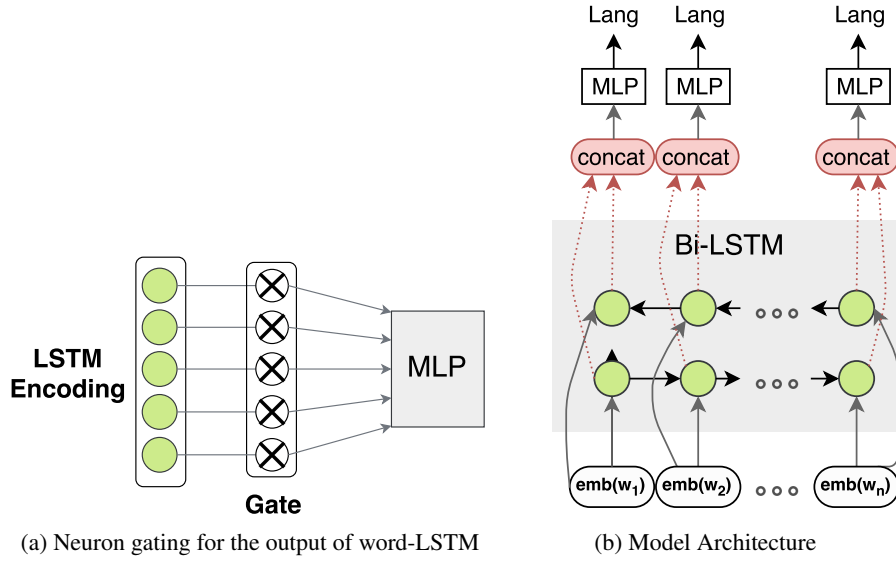 Lang Lang Lang
MLP MLP MLP
concat concat concat
Bi-LSTM
LSTM
Encoding
MLP
Gate
emb(w1) emb(w2) emb(wn)
(a) Neuron gating for the output of word-LSTM
(b) Model Architecture